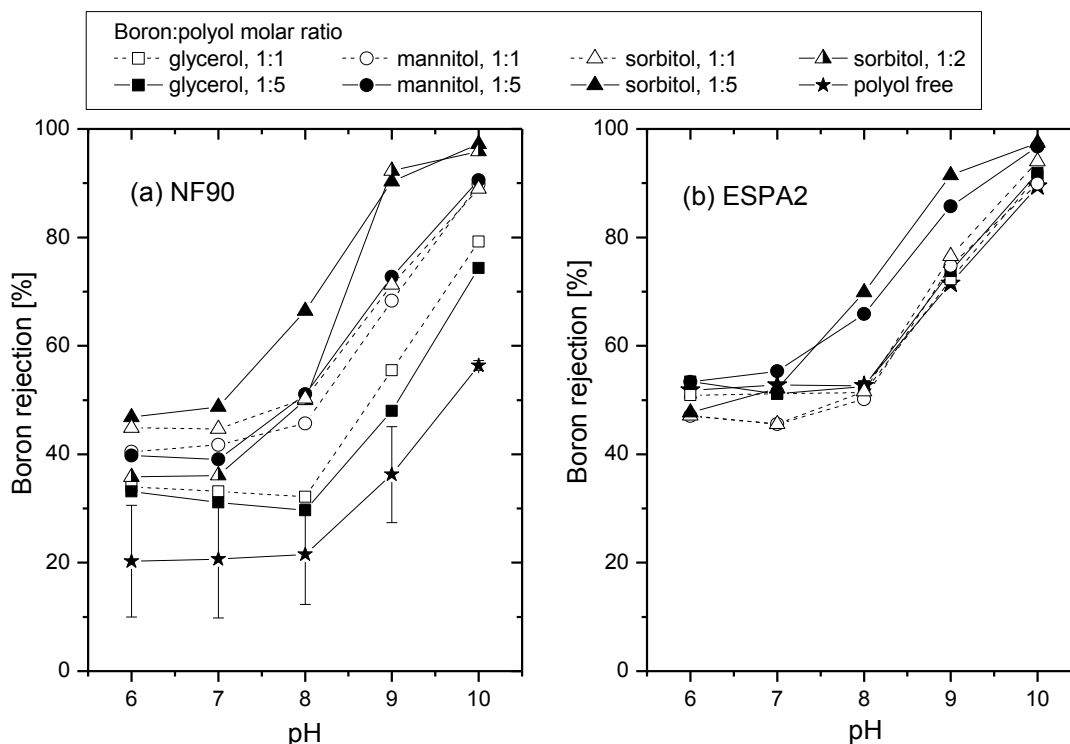 Boron:polyol molar ratio
glycerol, 1:1 mannitol, 1:1 sorbitol, 1:1 sorbitol, 1:2
glycerol, 1:5 mannitol, 1:5 sorbitol, 1:5 polyol free
(a) NF90
Boron rejection [%]
100
80
60
40
20
0
6 7 8 9 10
pH
(b) ESPA2
Boron rejection [%]
100
80
60
40
20
0
6 7 8 9 10
pH